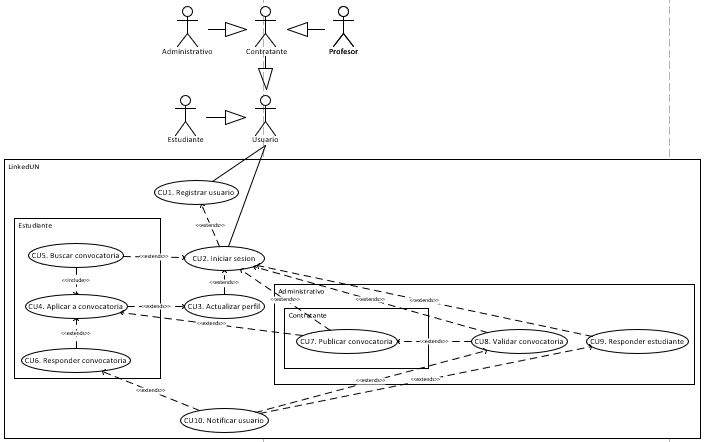 Administrativo
Contratante
Profesor
Estudiante
Usuario
LinkedUN
CU1. Registrar usuario
Estudiante
<<extends>>
CU5. Buscar convocatoria
<<extends>>
CU2. Iniciar sesion
<<include>>
<<extends>>
Administrativo
<<extends>>
<<extends>>
<<extends>>
CU4. Aplicar a convocatoria
<<extends>>
CU3. Actualizar perfil
Contratante
<<extends>>
<<extends>>
CU7. Publicar convocatoria
<<extends>>
CU8. Validar convocatoria
CU9. Responder estudiante
CU6. Responder convocatoria
<<extends>>
<<extends>>
<<extends>>
CU10. Notificar usuario